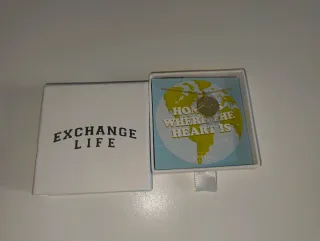 EXCHANGE
LIFE
WHERE THE
HEART IS